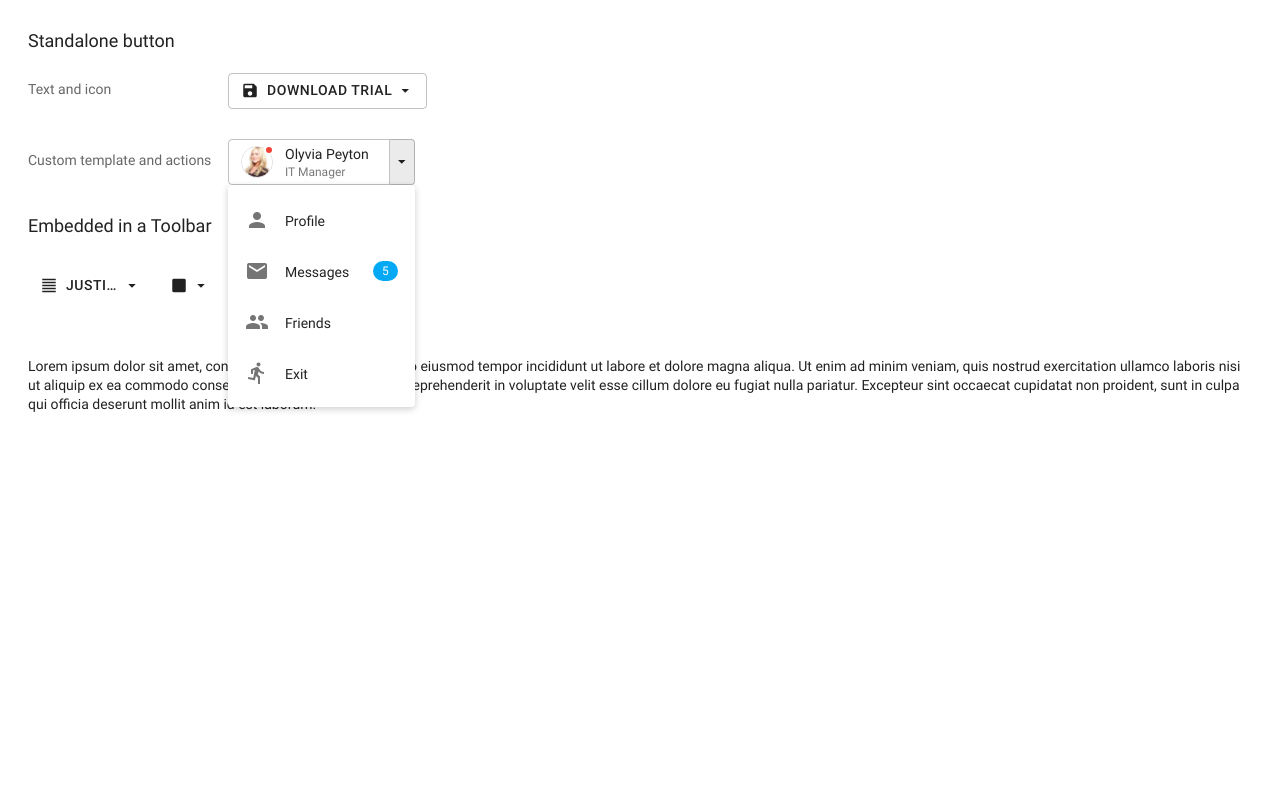 Standalone button
Text and icon
DOWNLOAD TRIAL
Custom template and actions
Olyvia Peyton
IT Manager
Embedded in a Toolbar
Profile
Messages 5
JUSTI...
Friends
Exit
Lorem ipsum dolor sit amet, con eiusmod tempor incididunt ut labore et dolore magna aliqua. Ut enim ad minim veniam, quis nostrud exercitation ullamco laboris nisi
ut aliquip ex ea commodo conse eprehenderit in voluptate velit esse cillum dolore eu fugiat nulla pariatur. Excepteur sint occaecat cupidatat non proident, sunt in culpa
qui officia deserunt mollit anim id est laborum.